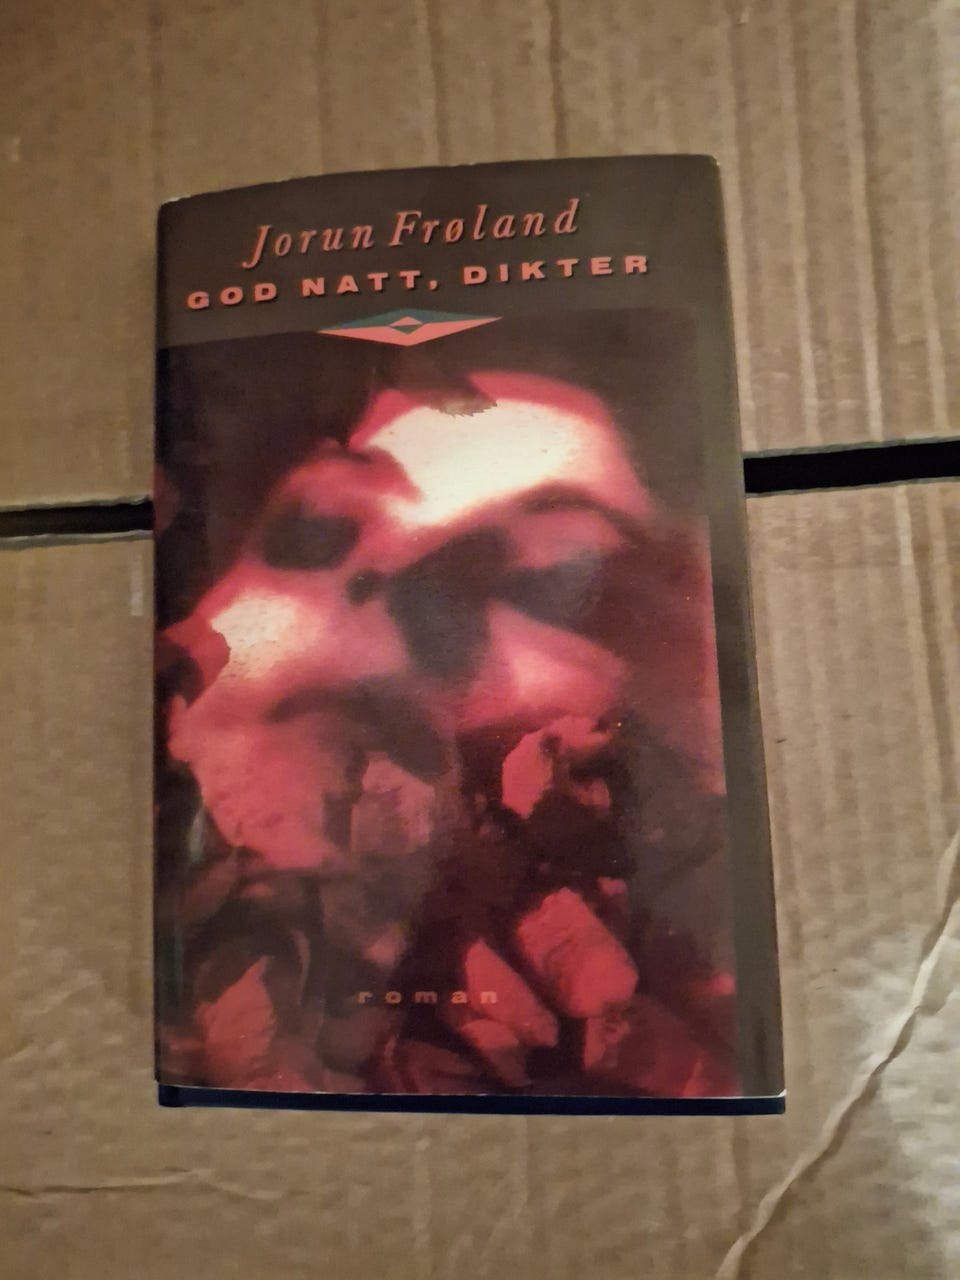 Jorun Frøland
GOD NATT, DIKTER
roman